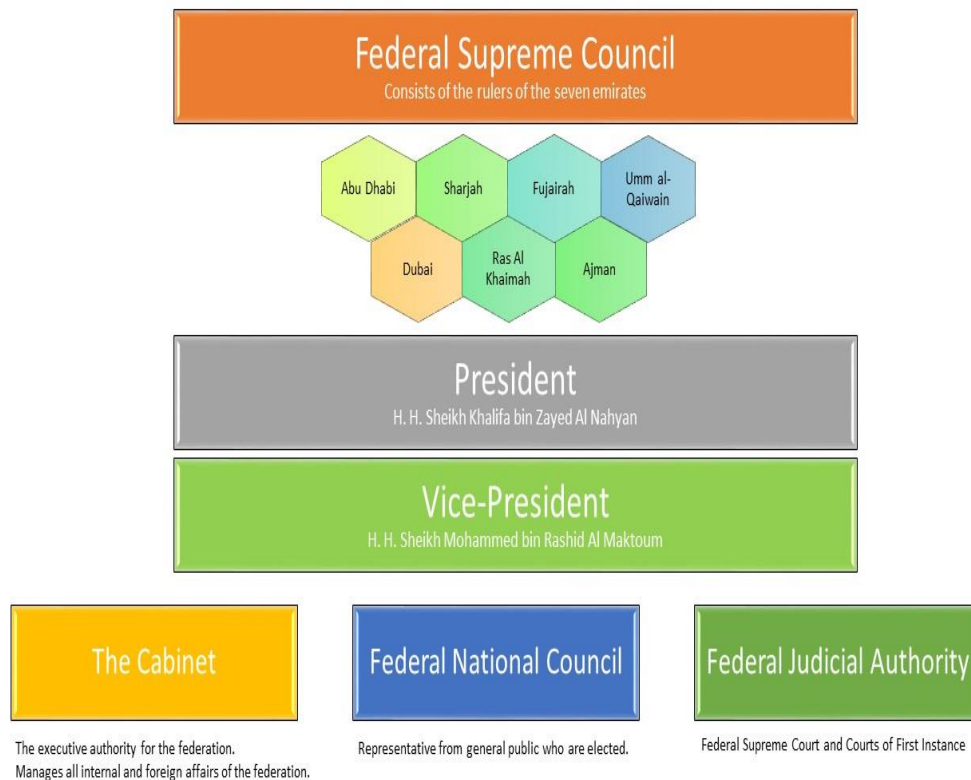 Federal Supreme Council
Consists of the rulers of the seven emirates
Abu Dhabi
Sharjah
Fujairah
Umm al-
Qaiwain
Dubai
Ras Al
Khaimah
Ajman
President
H. H. Sheikh Khalifa bin Zayed Al Nahyan
Vice-President
H. H. Sheikh Mohammed bin Rashid Al Maktoum
The Cabinet
The executive authority for the federation.
Manages all internal and foreign affairs of the federation.
Federal National Council
Representative from general public who are elected.
Federal Judicial Authority
Federal Supreme Court and Courts of First Instance